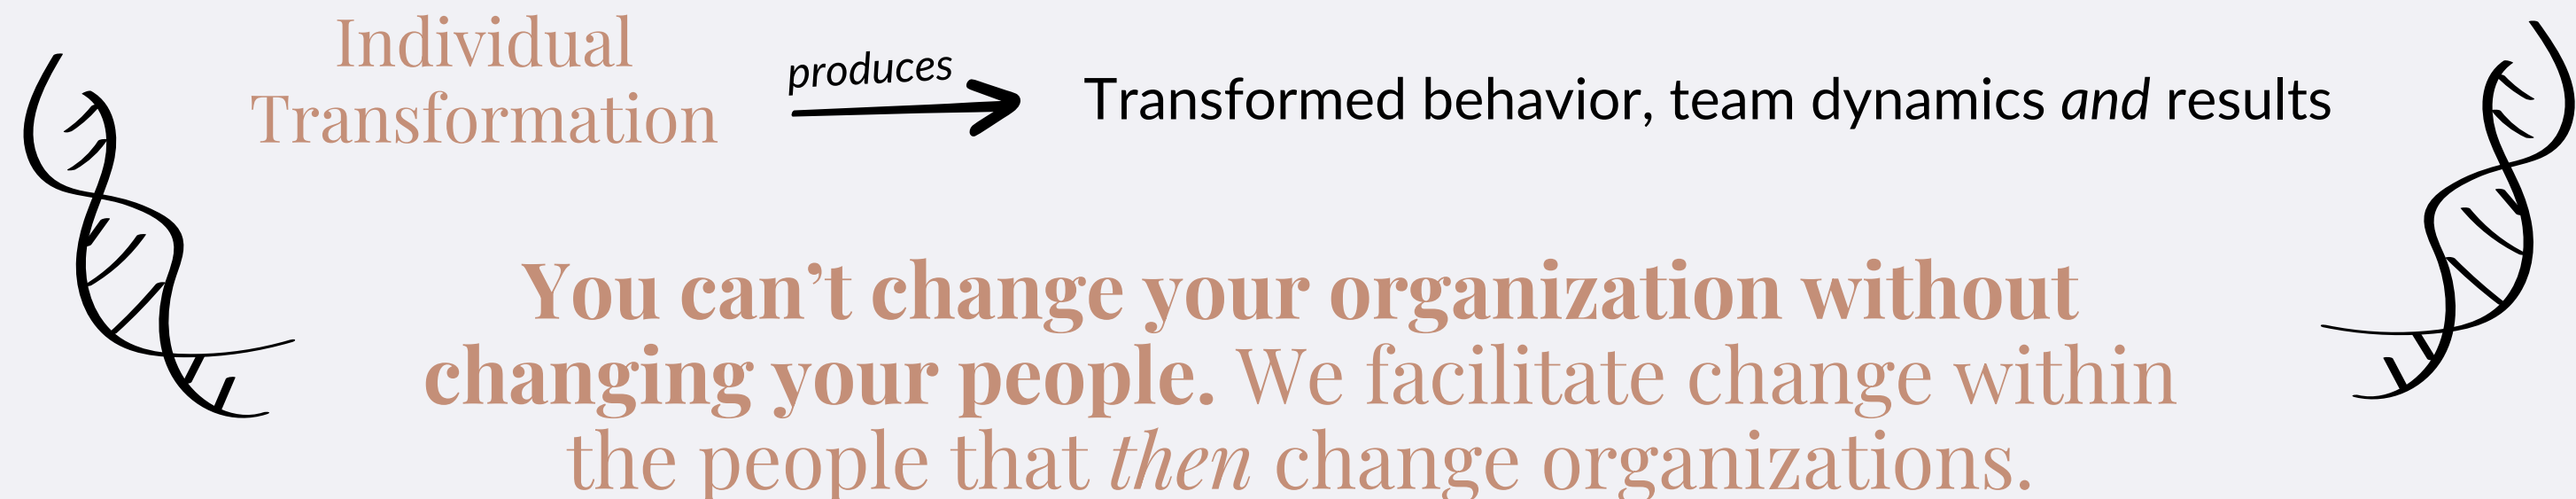 Individual
Transformation
produces
Transformed behavior, team dynamics and results
You can’t change your organization without
changing your people. We facilitate change within
the people that then change organizations.